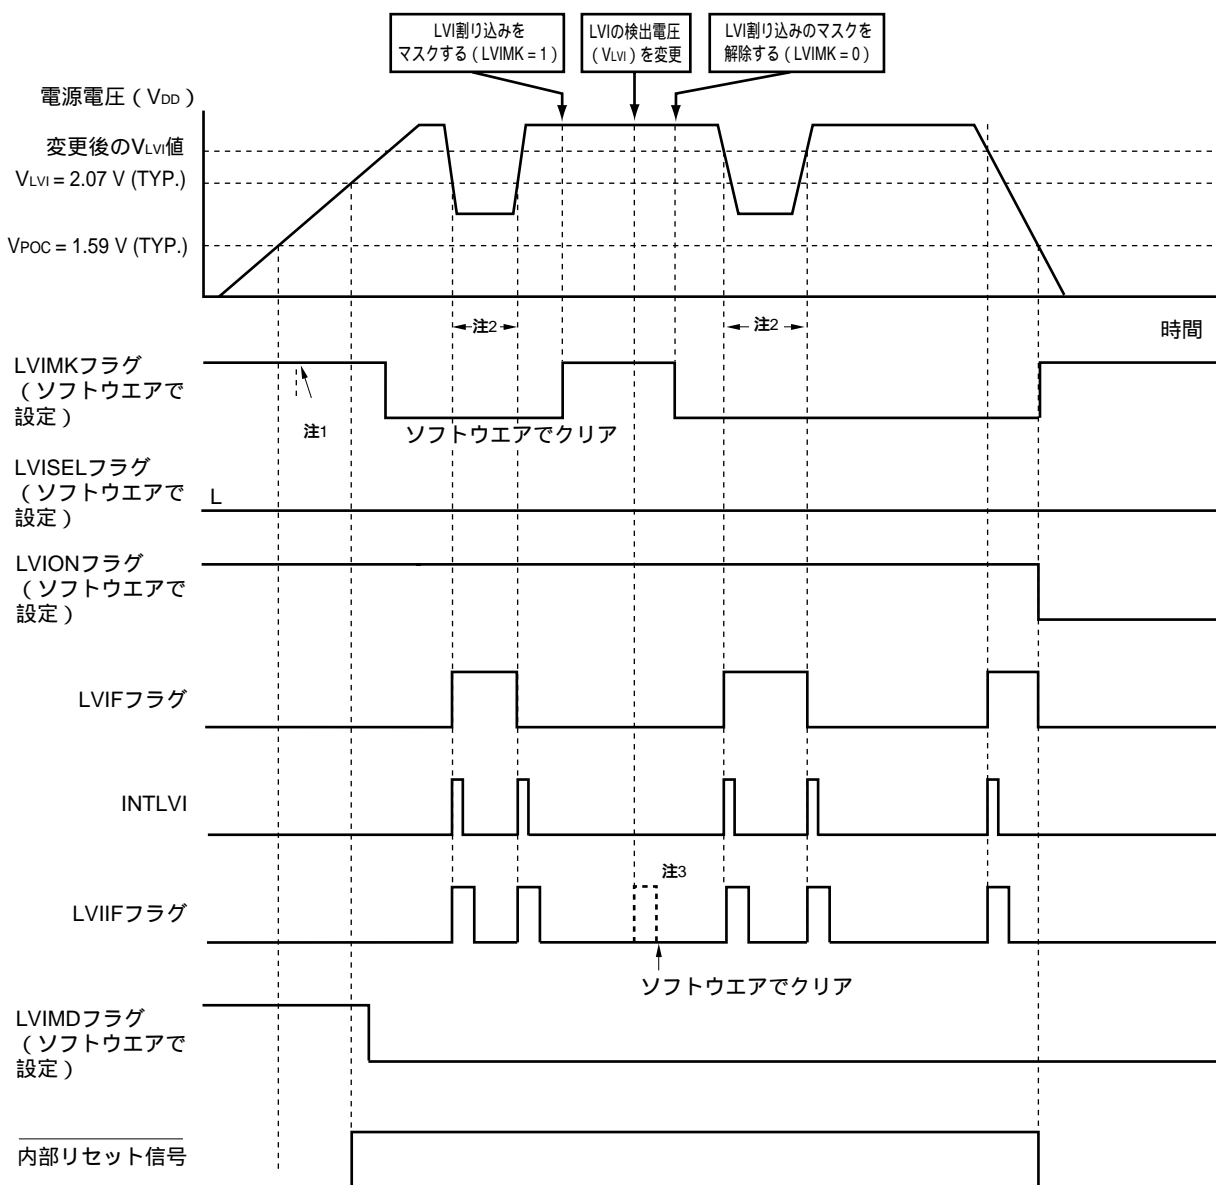 LVI割り込みを
マスクする（LVIMK = 1）
LVIの検出電圧
（VLVI）を変更
LVI割り込みのマスクを
解除する（LVIMK = 0）
電源電圧（VDD）
変更後のVLVI値
VLVI = 2.07 V (TYP.)
VPOC = 1.59 V (TYP.)
注2
注2
時間
LVIMKフラグ
（ソフトウエアで
設定）
注1
ソフトウエアでクリア
LVISELフラグ
（ソフトウエアで
設定）
L
LVIONフラグ
（ソフトウエアで
設定）
LVIFフラグ
INTLVI
注3
LVIIFフラグ
ソフトウエアでクリア
LVIMDフラグ
（ソフトウエアで
設定）
内部リセット信号